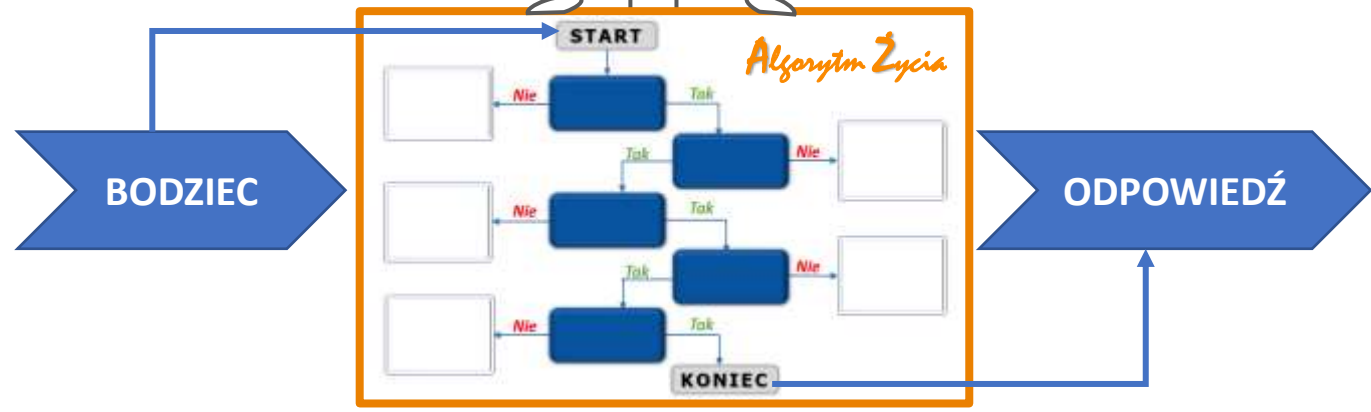 START
Algorytm Życia
Nie
Tak
Tak
Nie
BODZIEC
ODPOWIEDŹ
Nie
Tak
Tak
Nie
Nie
Tak
KONIEC